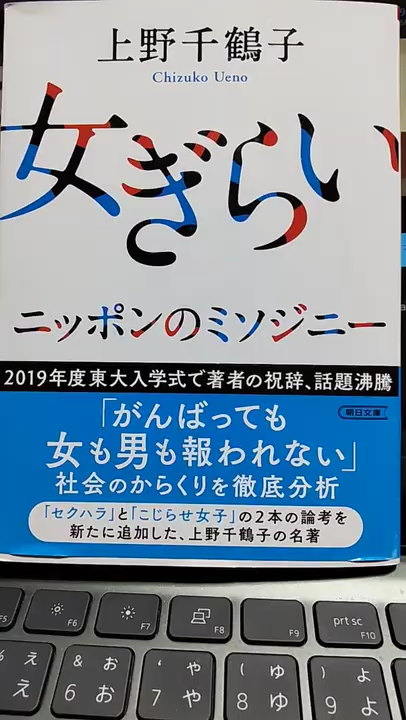 上野千鶴子
Chizuko Ueno
女ぎらい
ニッポンのミソジニー
2019年度東大入学式で著者の祝辞、話題沸騰
朝日文庫
「がんばっても
女も男も報われない」
社会のからくりを徹底分析
「セクハラ」と「こじらせ女子」の2本の論考を
新たに追加した、上野千鶴子の名著
F5
F6
F7
F8
F9
prt sc
F10
% え
え
& お
6 お
' や
7 や
( ゆ
8 ゆ
) よ
9 よ